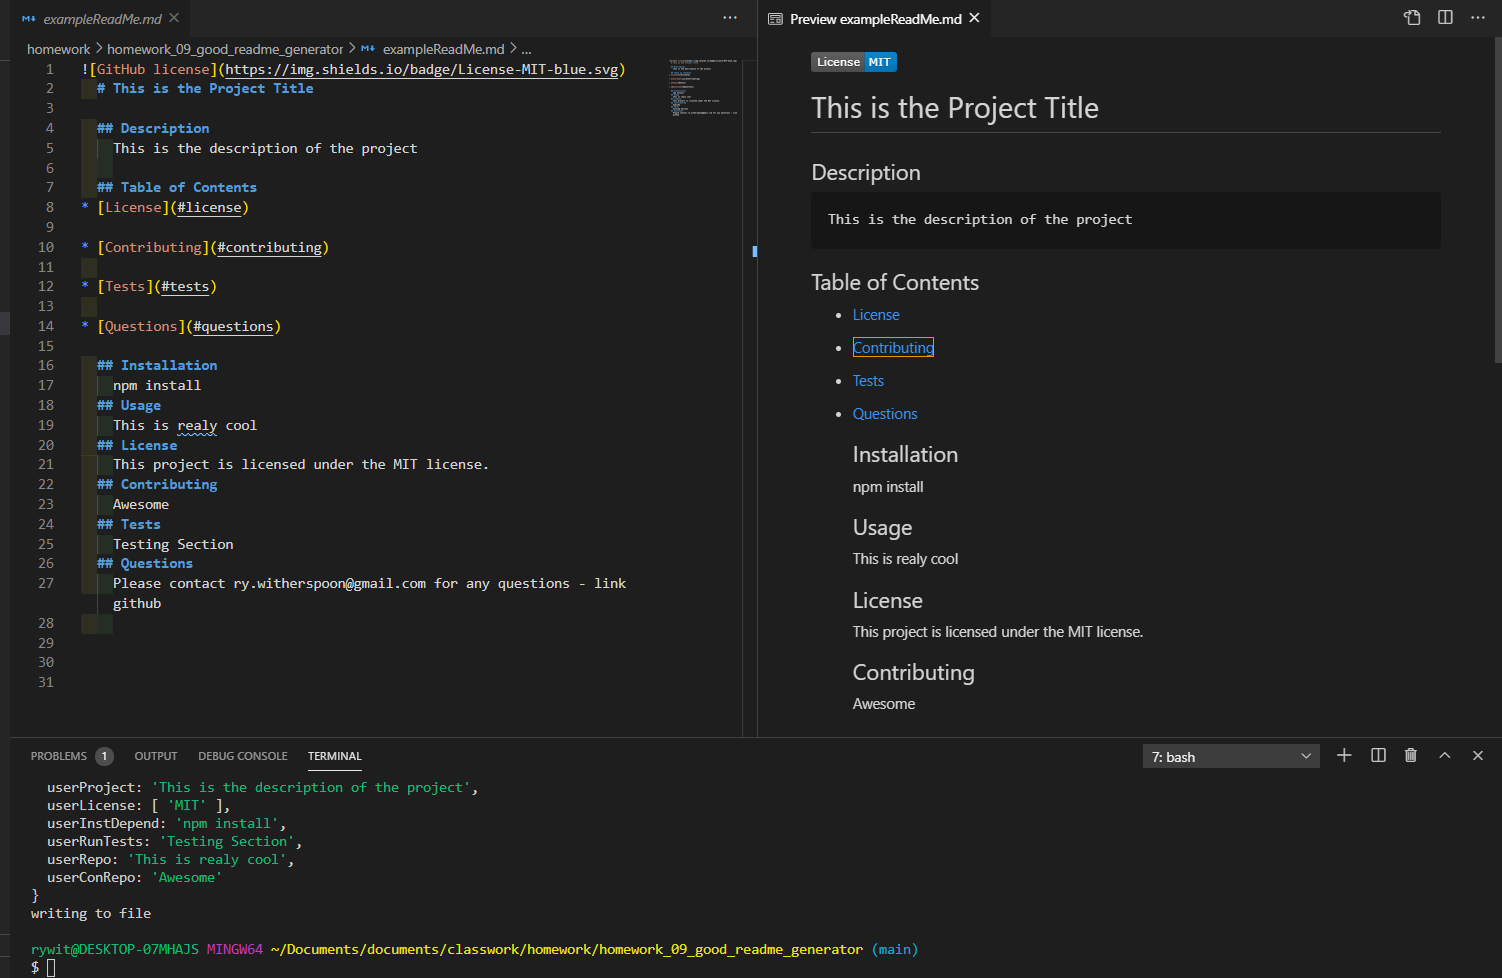 exampleReadMe.md
homework > homework_09_good_readme_generator > exampleReadMe.md > ...
1 ![GitHub license](https://img.shields.io/badge/License-MIT-blue.svg)
2 # This is the Project Title
3
4 ## Description
5 This is the description of the project
6
7 ## Table of Contents
8 * [License](#license)
9
10 * [Contributing](#contributing)
11
12 * [Tests](#tests)
13
14 * [Questions](#questions)
15
16 ## Installation
17 npm install
18 ## Usage
19 This is realy cool
20 ## License
21 This project is licensed under the MIT license.
22 ## Contributing
23 Awesome
24 ## Tests
25 Testing Section
26 ## Questions
27 Please contact ry.witherspoon@gmail.com for any questions - link
github
28
29
30
31
Preview exampleReadMe.md
License MIT
This is the Project Title
Description
This is the description of the project
Table of Contents
• License
• Contributing
• Tests
• Questions
Installation
npm install
Usage
This is realy cool
License
This project is licensed under the MIT license.
Contributing
Awesome
PROBLEMS 1 OUTPUT DEBUG CONSOLE TERMINAL
7: bash
userProject: 'This is the description of the project',
userLicense: [ 'MIT' ],
userInstDepend: 'npm install',
userRunTests: 'Testing Section',
userRepo: 'This is realy cool',
userConRepo: 'Awesome'
}
writing to file
rywit@DESKTOP-07MHAJS MINGW64 ~/Documents/documents/classwork/homework/homework_09_good_readme_generator (main)
$